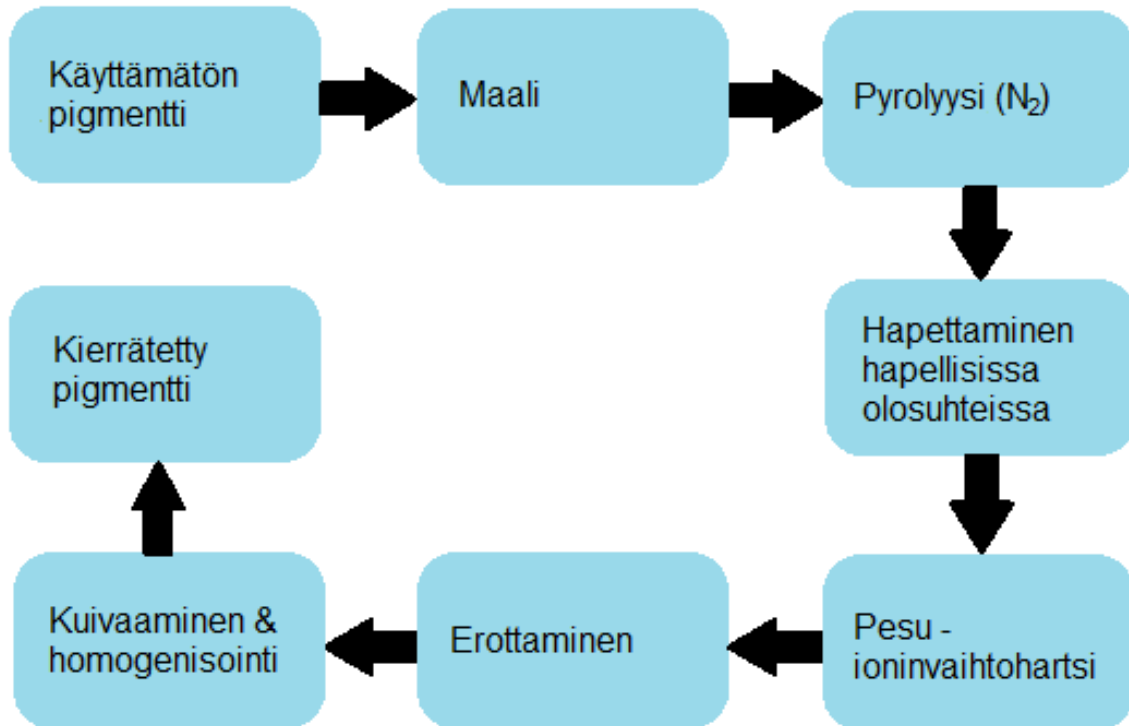 Käyttämätön
pigmentti
Maali
Pyrolyysi (N₂)
Hapettaminen
hapellisissa
olosuhteissa
Pesu -
ioninvaihtohartsi
Erottaminen
Kuivaaminen &
homogenisointi
Kierrätetty
pigmentti